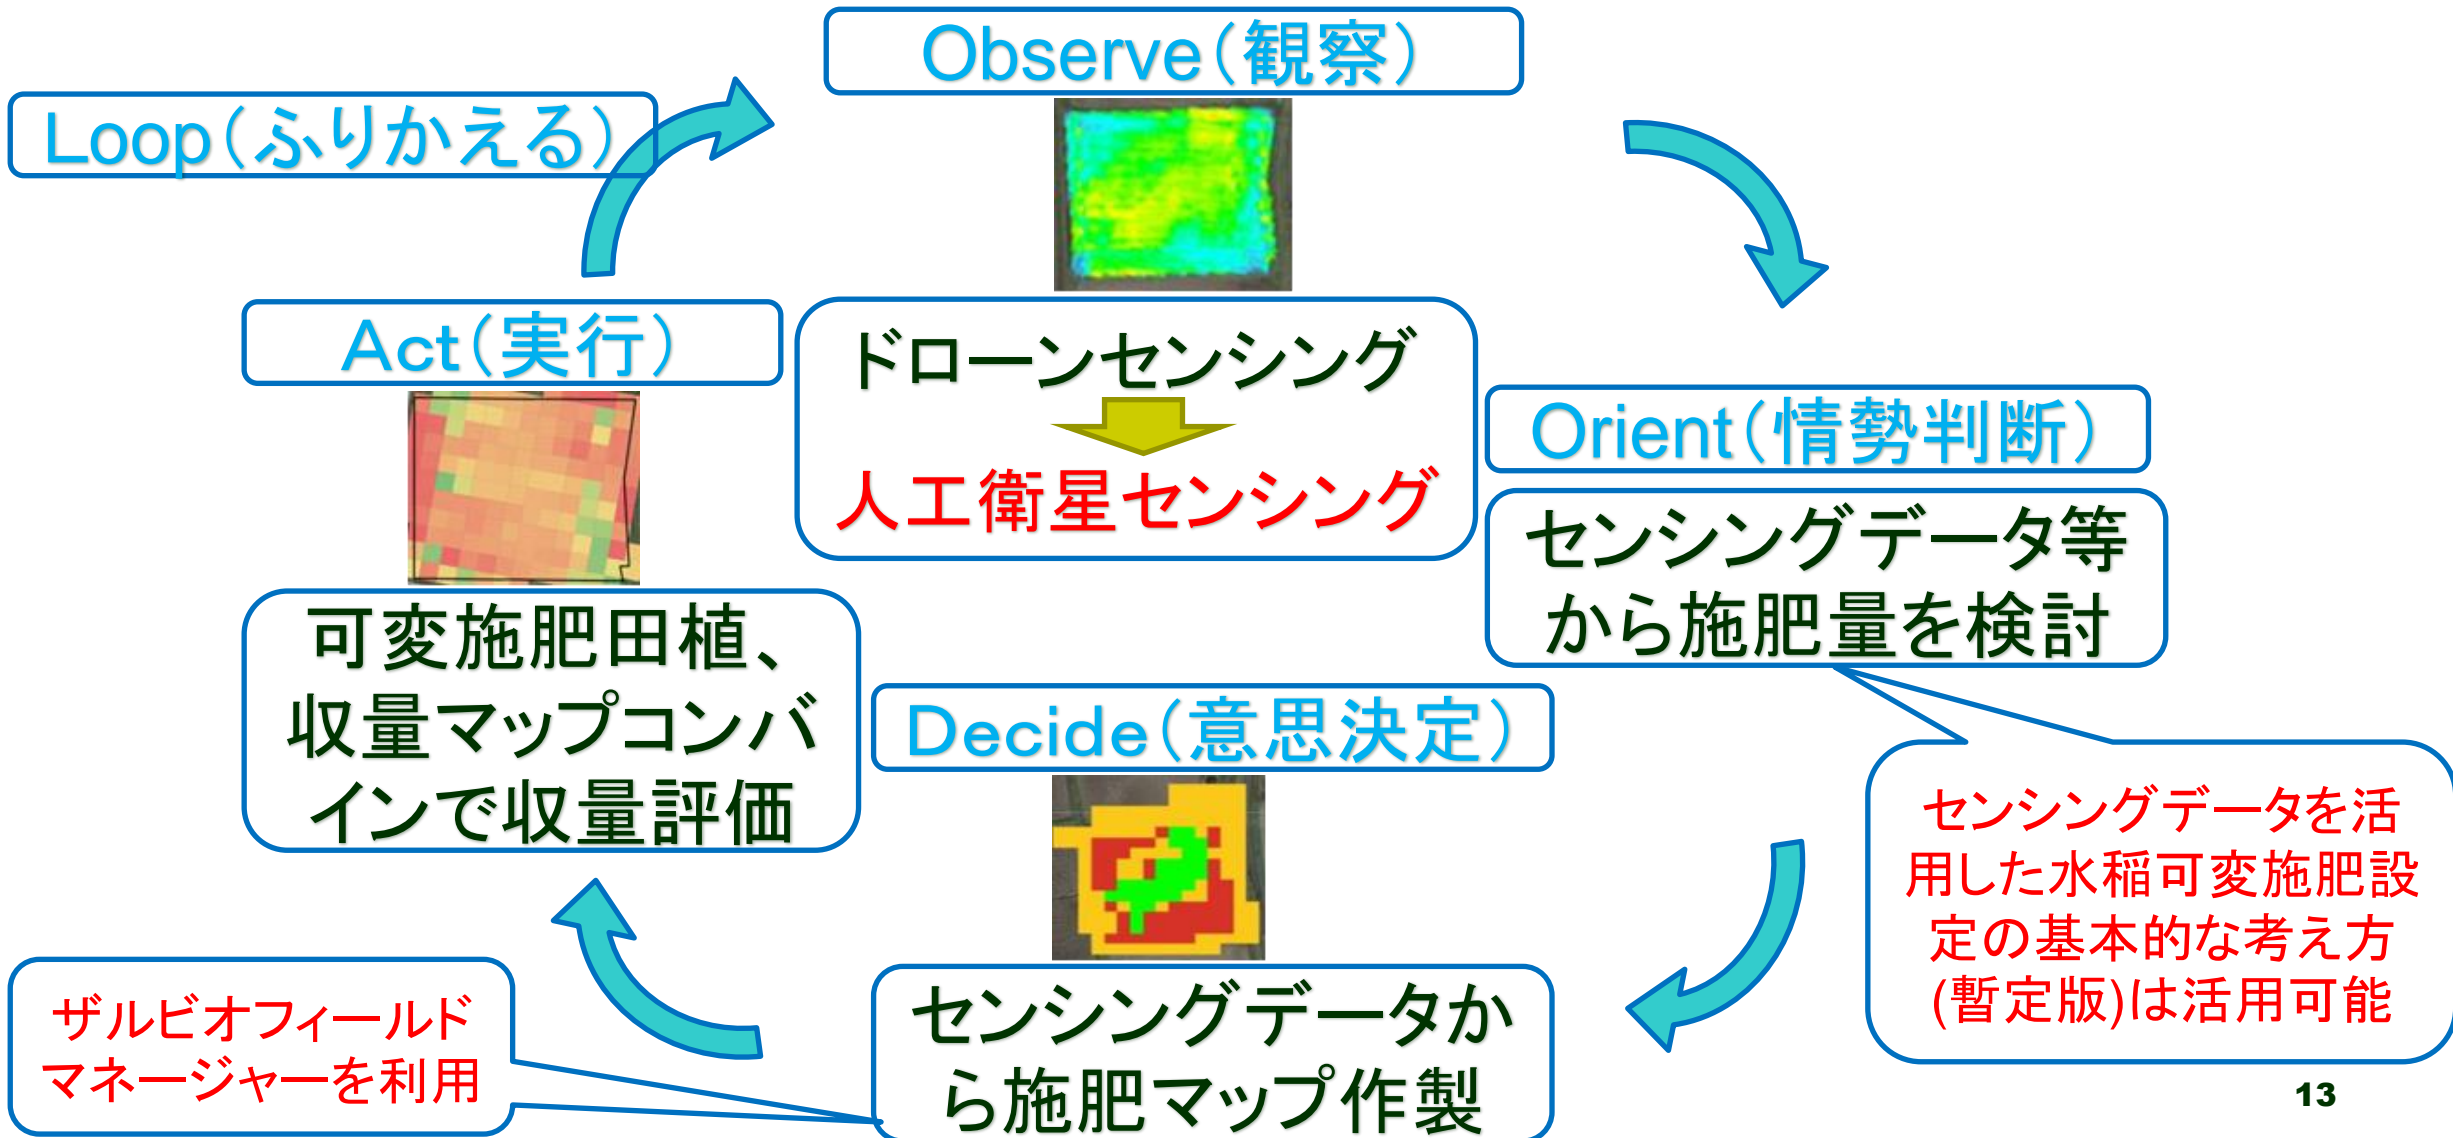 Observe(観察)
Loop(ふりかえる)
Act(実行)
ドローンセンシング
人工衛星センシング
Orient(情勢判断)
センシングデータ等
から施肥量を検討
可変施肥田植、
収量マップコンバ
インで収量評価
Decide(意思決定)
センシングデータを活
用した水稲可変施肥設
定の基本的な考え方
(暫定版)は活用可能
ザルビオフィールド
マネージャーを利用
センシングデータか
ら施肥マップ作製
13